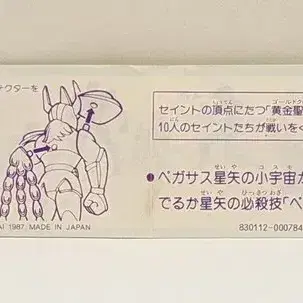 クターを
AI 1987, MADE IN JAPAN
セイントの頂点にたつ「黄金聖
10人のセイントたちが戦いをく
❶ペガサス星矢の小宇宙が
でるか星矢の必殺技「ペ
830112-000784